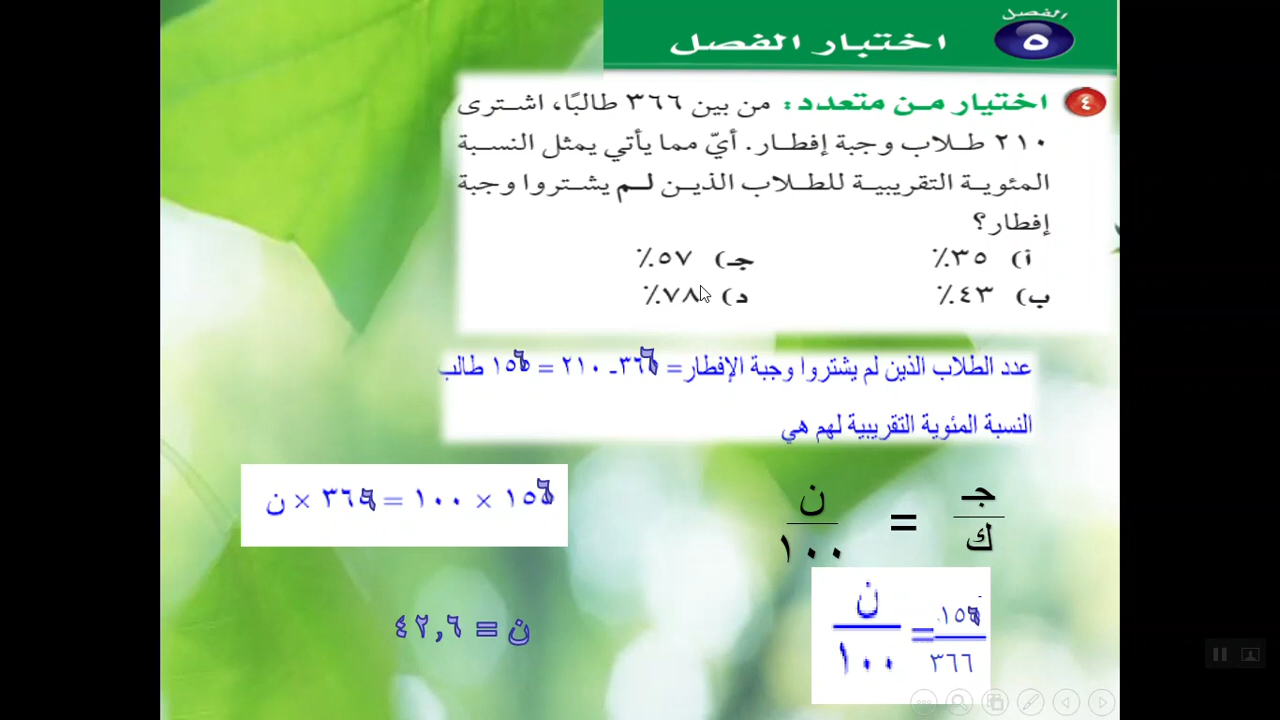 الفصل
٥
اختبار الفصل
٤ اختيار من متعدد: من بين ٣٦٦ طالبًا، اشترى
٢١٠ طلاب وجبة إفطار. أيّ مما يأتي يمثل النسبة
المئوية التقريبية للطلاب الذين لم يشتروا وجبة
إفطار؟
أ) ٣٥٪ جـ) ٥٧٪
ب) ٤٣٪ د) ٧٨٪
عدد الطلاب الذين لم يشتروا وجبة الإفطار= ٣٦٦- ٢١٠ = ١٥٦ طالب
النسبة المئوية التقريبية لهم هي
جـ/ك = ن/١٠٠
١٥٦/٣٦٦ = ن/١٠٠
١٥٦ × ١٠٠ = ٣٦٦ × ن
ن = ٤٢,٦